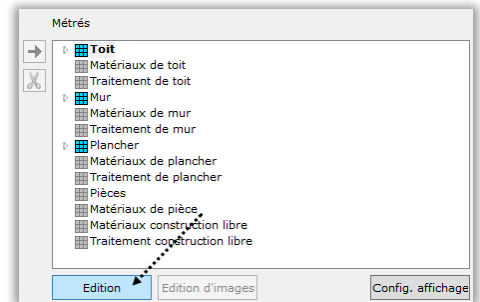 Métrés
Toit
Matériaux de toit
Traitement de toit
Mur
Matériaux de mur
Traitement de mur
Plancher
Matériaux de plancher
Traitement de plancher
Pièces
Matériaux de pièce
Matériaux construction libre
Traitement construction libre
Edition
Edition d'images
Config. affichage